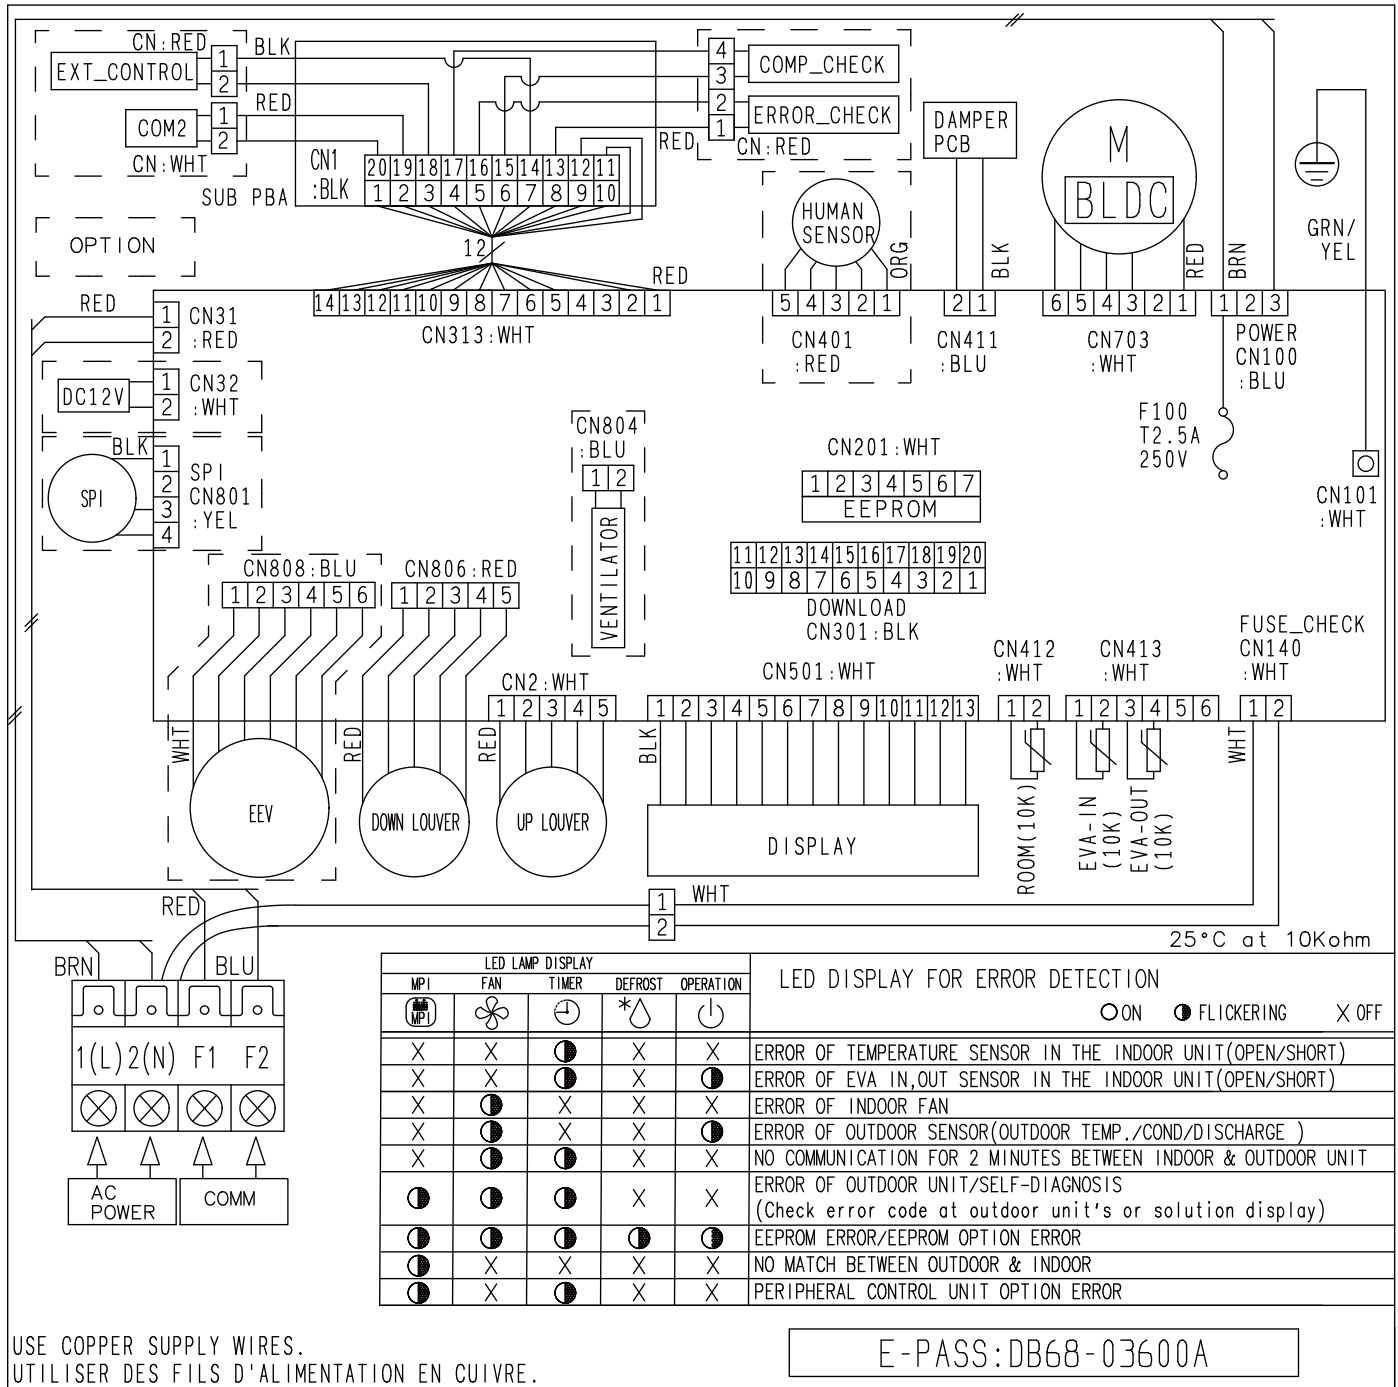 CN:RED
EXT_CONTROL
1
2
BLK
COM2
1
2
RED
CN:WHT
CN1
:BLK
20 19 18 17 16 15 14 13 12 11
1 2 3 4 5 6 7 8 9 10
SUB PBA
4
3
2
1
COMP_CHECK
ERROR_CHECK
RED
CN:RED
DAMPER
PCB
M
BLDC
GRN/
YEL
OPTION
12
RED
HUMAN
SENSOR
ORG
BLK
RED
BRN
14 13 12 11 10 9 8 7 6 5 4 3 2 1
CN313:WHT
5 4 3 2 1
CN401
:RED
2 1
CN411
:BLU
6 5 4 3 2 1
CN703
:WHT
1 2 3
POWER
CN100
:BLU
RED
1
2
CN31
:RED
DC12V
1
2
CN32
:WHT
BLK
SPI
1
2
3
4
SPI
CN801
:YEL
CN804
:BLU
1 2
VENTILATOR
CN201:WHT
1 2 3 4 5 6 7
EEPROM
F100
T2.5A
250V
CN101
:WHT
11 12 13 14 15 16 17 18 19 20
10 9 8 7 6 5 4 3 2 1
DOWNLOAD
CN301:BLK
CN808:BLU
1 2 3 4 5 6
CN806:RED
1 2 3 4 5
CN2:WHT
1 2 3 4 5
CN501:WHT
1 2 3 4 5 6 7 8 9 10 11 12 13
CN412
:WHT
1 2
CN413
:WHT
1 2 3 4 5 6
FUSE_CHECK
CN140
:WHT
1 2
WHT
EEV
RED
DOWN LOUVER
RED
UP LOUVER
BLK
DISPLAY
ROOM(10K)
EVA-IN
(10K)
EVA-OUT
(10K)
WHT
RED
1
2
WHT
25°C at 10Kohm
BRN
BLU
1(L) 2(N) F1 F2
AC
POWER
COMM
LED LAMP DISPLAY
MPI FAN TIMER DEFROST OPERATION
MPI
LED DISPLAY FOR ERROR DETECTION
○ON ◑FLICKERING X OFF
X X ◑ X X ERROR OF TEMPERATURE SENSOR IN THE INDOOR UNIT(OPEN/SHORT)
X X ◑ X ◑ ERROR OF EVA IN,OUT SENSOR IN THE INDOOR UNIT(OPEN/SHORT)
X ◑ X X X ERROR OF INDOOR FAN
X ◑ X X ◑ ERROR OF OUTDOOR SENSOR(OUTDOOR TEMP./COND/DISCHARGE )
X ◑ ◑ X X NO COMMUNICATION FOR 2 MINUTES BETWEEN INDOOR & OUTDOOR UNIT
◑ ◑ ◑ X X ERROR OF OUTDOOR UNIT/SELF-DIAGNOSIS
(Check error code at outdoor unit's or solution display)
◑ ◑ ◑ ◑ ◑ EEPROM ERROR/EEPROM OPTION ERROR
◑ X X X X NO MATCH BETWEEN OUTDOOR & INDOOR
◑ X ◑ X X PERIPHERAL CONTROL UNIT OPTION ERROR
USE COPPER SUPPLY WIRES.
UTILISER DES FILS D'ALIMENTATION EN CUIVRE.
E-PASS:DB68-03600A